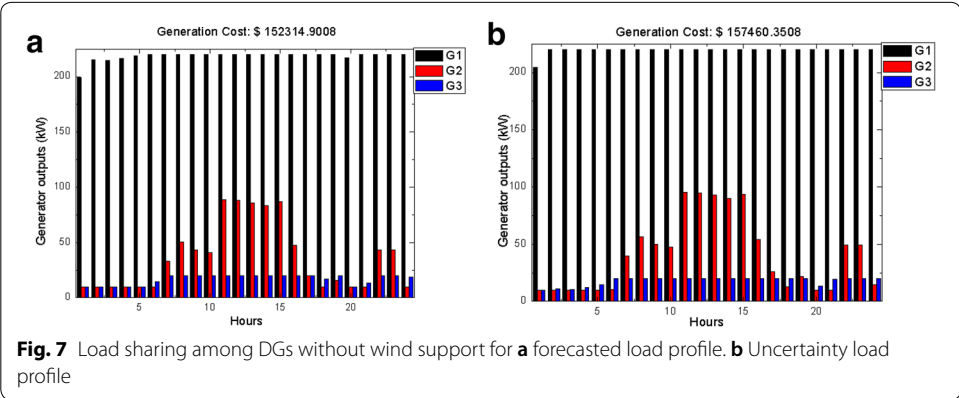 a
Generation Cost: $ 152314.9008
G1
G2
G3
Generator outputs (kW)
200
150
100
50
0
5
10
15
20
Hours
b
Generation Cost: $ 157460.3508
G1
G2
G3
Generator outputs (kW)
200
150
100
50
0
5
10
15
20
Hours
Fig. 7 Load sharing among DGs without wind support for a forecasted load profile. b Uncertainty load
profile